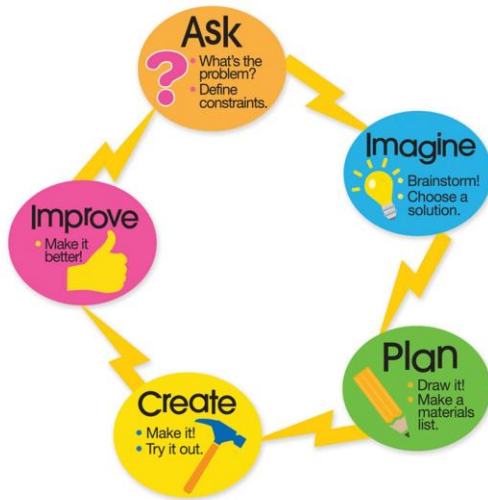 Ask
• What's the
problem?
• Define
constraints.
Imagine
• Brainstorm!
• Choose a
solution.
Plan
• Draw it!
• Make a
materials
list.
Create
• Make it!
• Try it out.
Improve
• Make it
better!